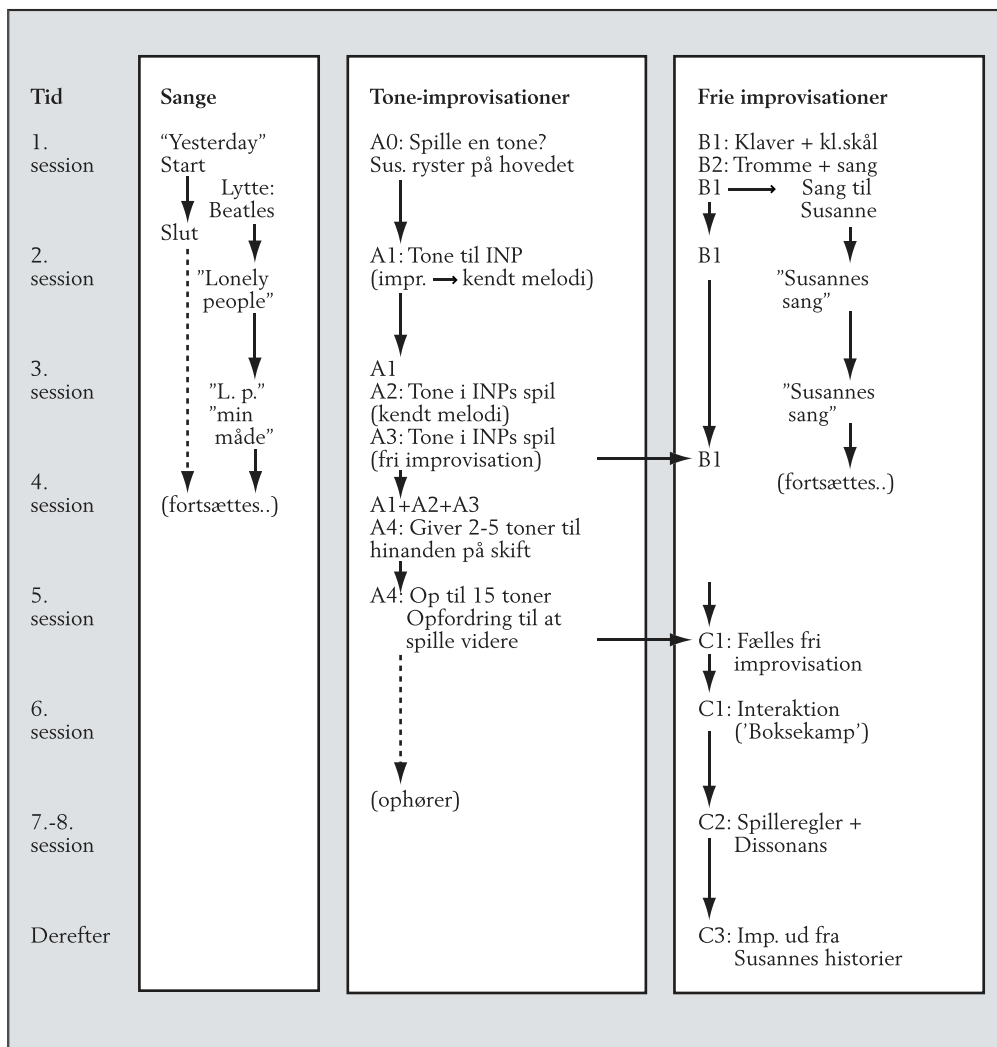 Tid
1.
session
2.
session
3.
session
4.
session
5.
session
6.
session
7.-8.
session
Derefter
Sange
“Yesterday”
Start
Lytte:
Beatles
Slut
”Lonely
people”
”L. p.”
”min
måde”
(fortsættes..)
Tone-improvisationer
A0: Spille en tone?
Sus. ryster på hovedet
A1: Tone til INP
(impr. → kendt melodi)
A1
A2: Tone i INPs spil
(kendt melodi)
A3: Tone i INPs spil
(fri improvisation)
A1+A2+A3
A4: Giver 2-5 toner til
hinanden på skift
A4: Op til 15 toner
Opfordring til at
spille videre
(ophører)
Frie improvisationer
B1: Klaver + kl.skål
B2: Tromme + sang
B1 → Sang til
Susanne
B1
”Susannes
sang”
”Susannes
sang”
B1
(fortsættes..)
C1: Fælles fri
improvisation
C1: Interaktion
(’Boksekamp’)
C2: Spilleregler +
Dissonans
C3: Imp. ud fra
Susannes historier